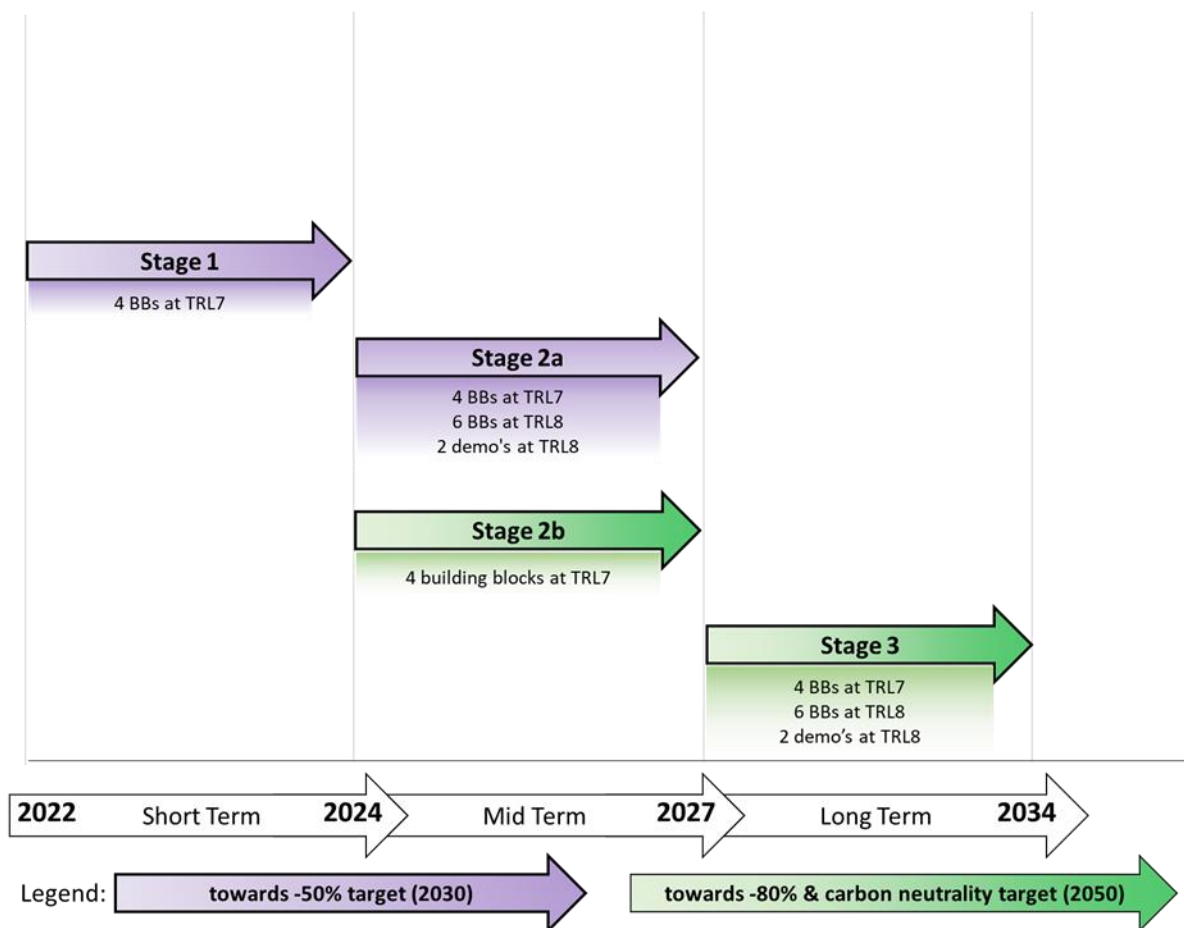 Stage 1
4 BBs at TRL7
Stage 2a
4 BBs at TRL7
6 BBs at TRL8
2 demo's at TRL8
Stage 2b
4 building blocks at TRL7
Stage 3
4 BBs at TRL7
6 BBs at TRL8
2 demo’s at TRL8
2022 Short Term 2024 Mid Term 2027 Long Term 2034
Legend: towards -50% target (2030) towards -80% & carbon neutrality target (2050)